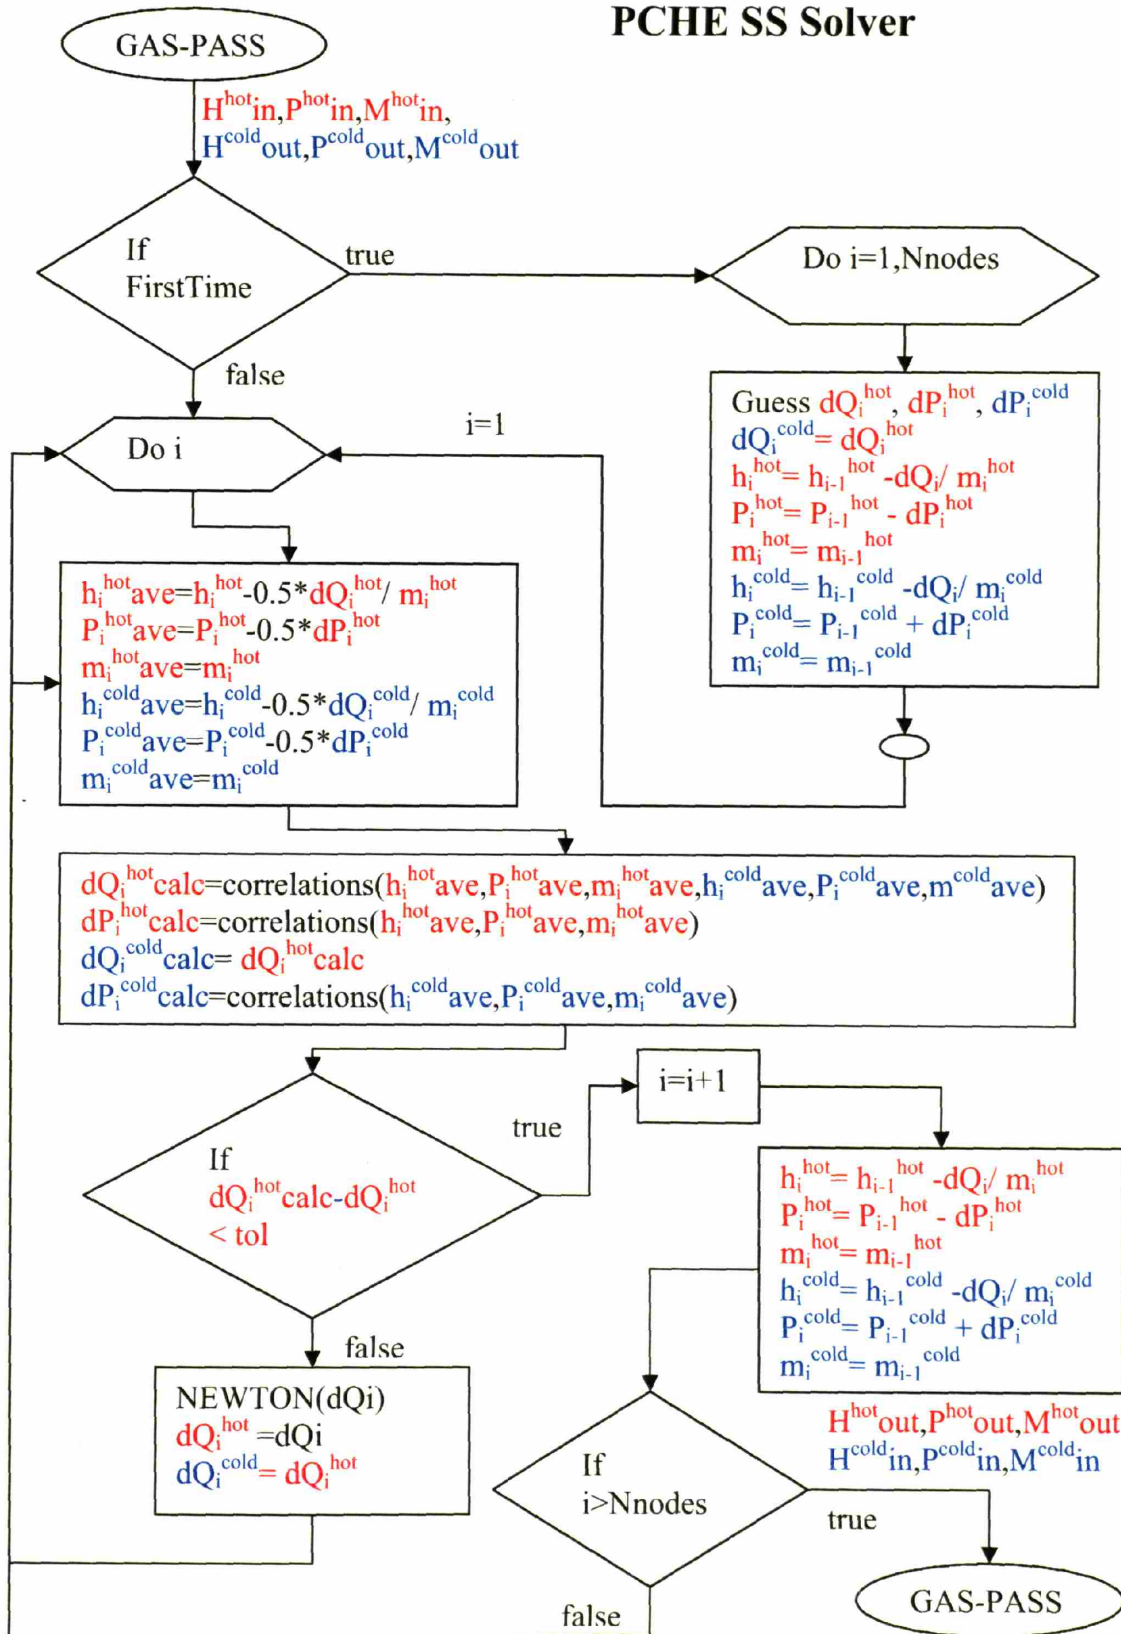 PCHE SS Solver
GAS-PASS
H^hot in,P^hot in,M^hot in,
H^cold out,P^cold out,M^cold out
If
FirstTime
true
false
Do i=1,Nnodes
Guess dQ_i^hot, dP_i^hot, dP_i^cold
dQ_i^cold= dQ_i^hot
h_i^hot= h_i-1^hot -dQ_i/ m_i^hot
P_i^hot= P_i-1^hot - dP_i^hot
m_i^hot= m_i-1^hot
h_i^cold= h_i-1^cold -dQ_i/ m_i^cold
P_i^cold= P_i-1^cold + dP_i^cold
m_i^cold= m_i-1^cold
i=1
Do i
h_i^hot ave=h_i^hot-0.5*dQ_i^hot/ m_i^hot
P_i^hot ave=P_i^hot-0.5*dP_i^hot
m_i^hot ave=m_i^hot
h_i^cold ave=h_i^cold-0.5*dQ_i^cold/ m_i^cold
P_i^cold ave=P_i^cold-0.5*dP_i^cold
m_i^cold ave=m_i^cold
dQ_i^hot calc=correlations(h_i^hot ave,P_i^hot ave,m_i^hot ave,h_i^cold ave,P_i^cold ave,m^cold ave)
dP_i^hot calc=correlations(h_i^hot ave,P_i^hot ave,m_i^hot ave)
dQ_i^cold calc= dQ_i^hot calc
dP_i^cold calc=correlations(h_i^cold ave,P_i^cold ave,m_i^cold ave)
If
dQ_i^hot calc-dQ_i^hot
< tol
true
false
i=i+1
h_i^hot= h_i-1^hot -dQ_i/ m_i^hot
P_i^hot= P_i-1^hot - dP_i^hot
m_i^hot= m_i-1^hot
h_i^cold= h_i-1^cold -dQ_i/ m_i^cold
P_i^cold= P_i-1^cold + dP_i^cold
m_i^cold= m_i-1^cold
NEWTON(dQi)
dQ_i^hot =dQi
dQ_i^cold= dQ_i^hot
If
i>Nnodes
H^hot out,P^hot out,M^hot out
H^cold in,P^cold in,M^cold in
true
false
GAS-PASS